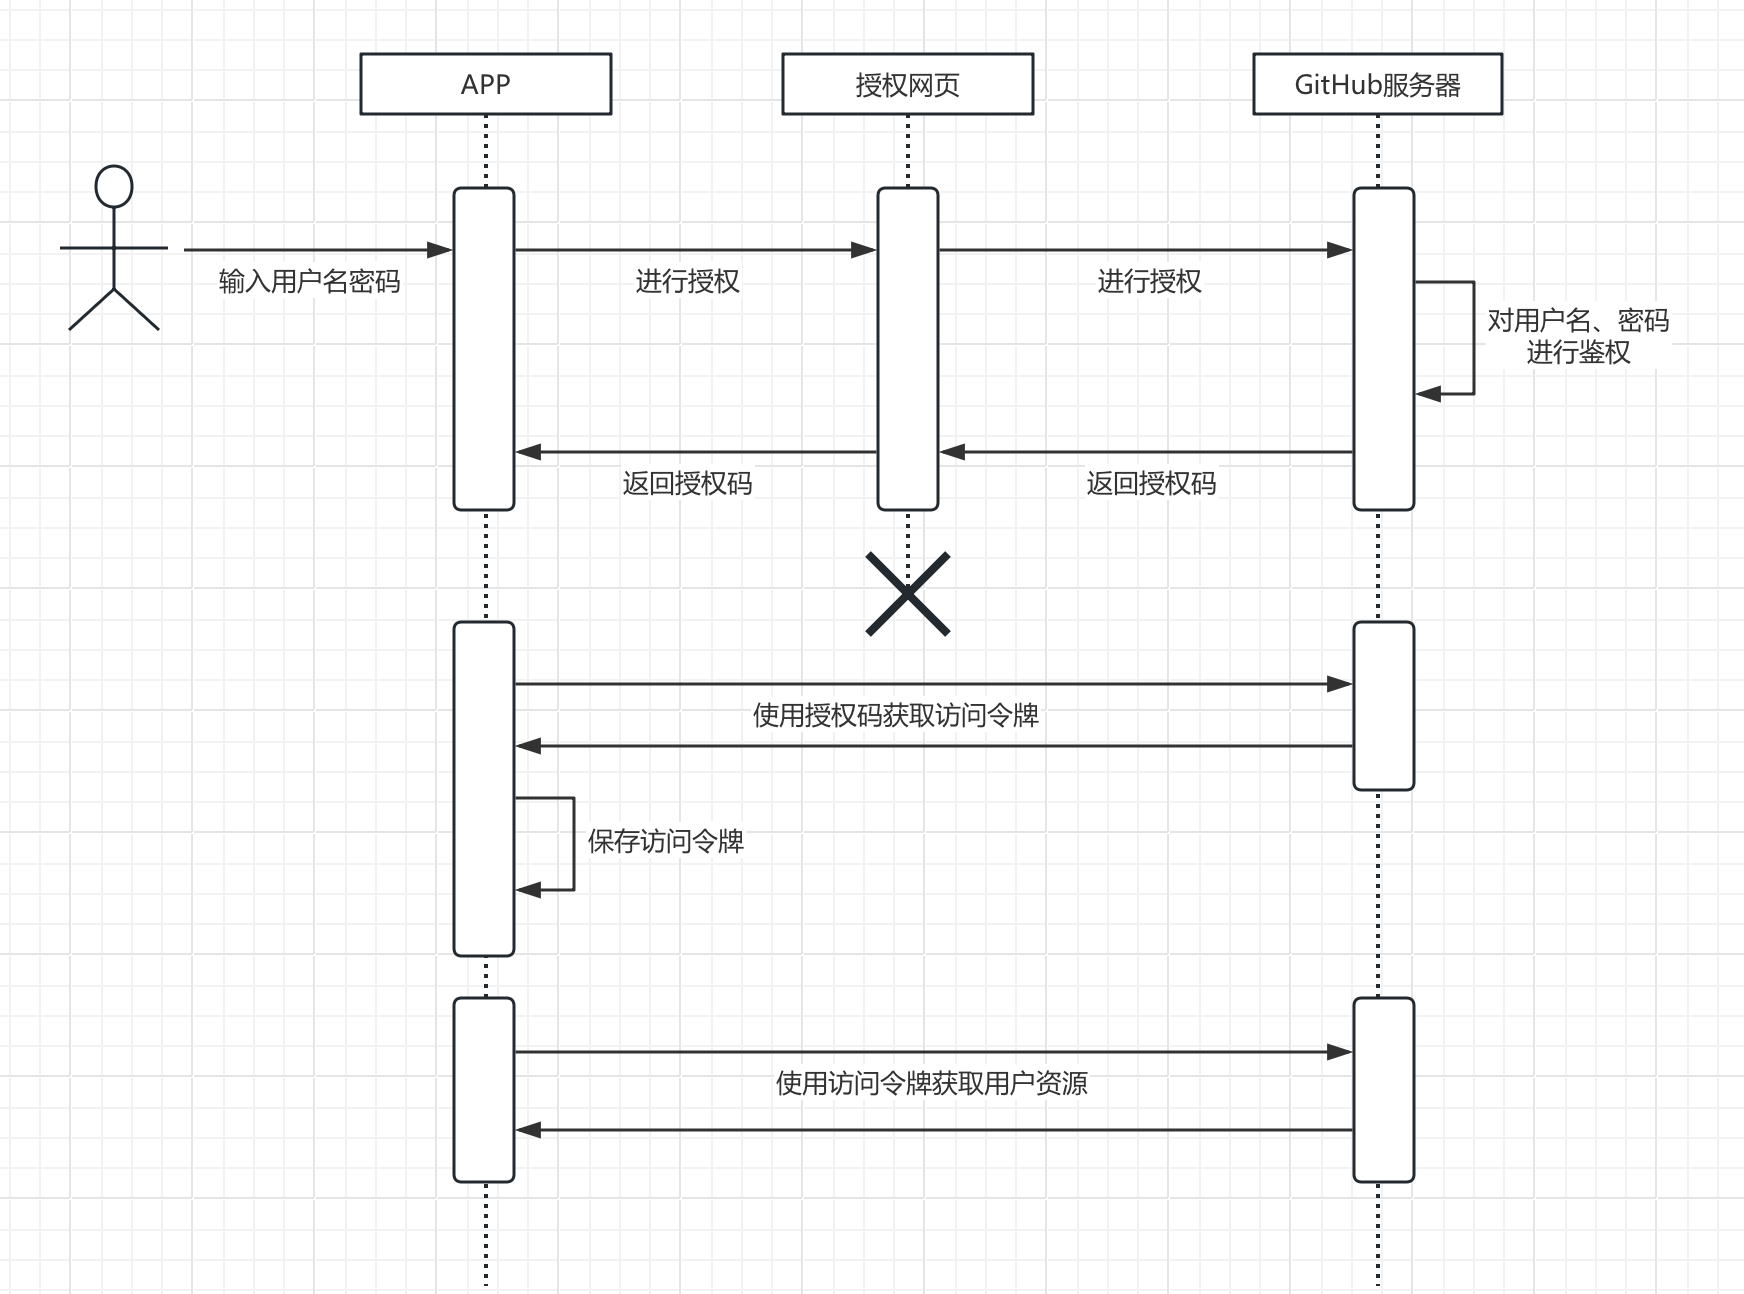 APP
授权网页
GitHub服务器
输入用户名密码
进行授权
进行授权
对用户名、密码
进行鉴权
返回授权码
返回授权码
使用授权码获取访问令牌
保存访问令牌
使用访问令牌获取用户资源